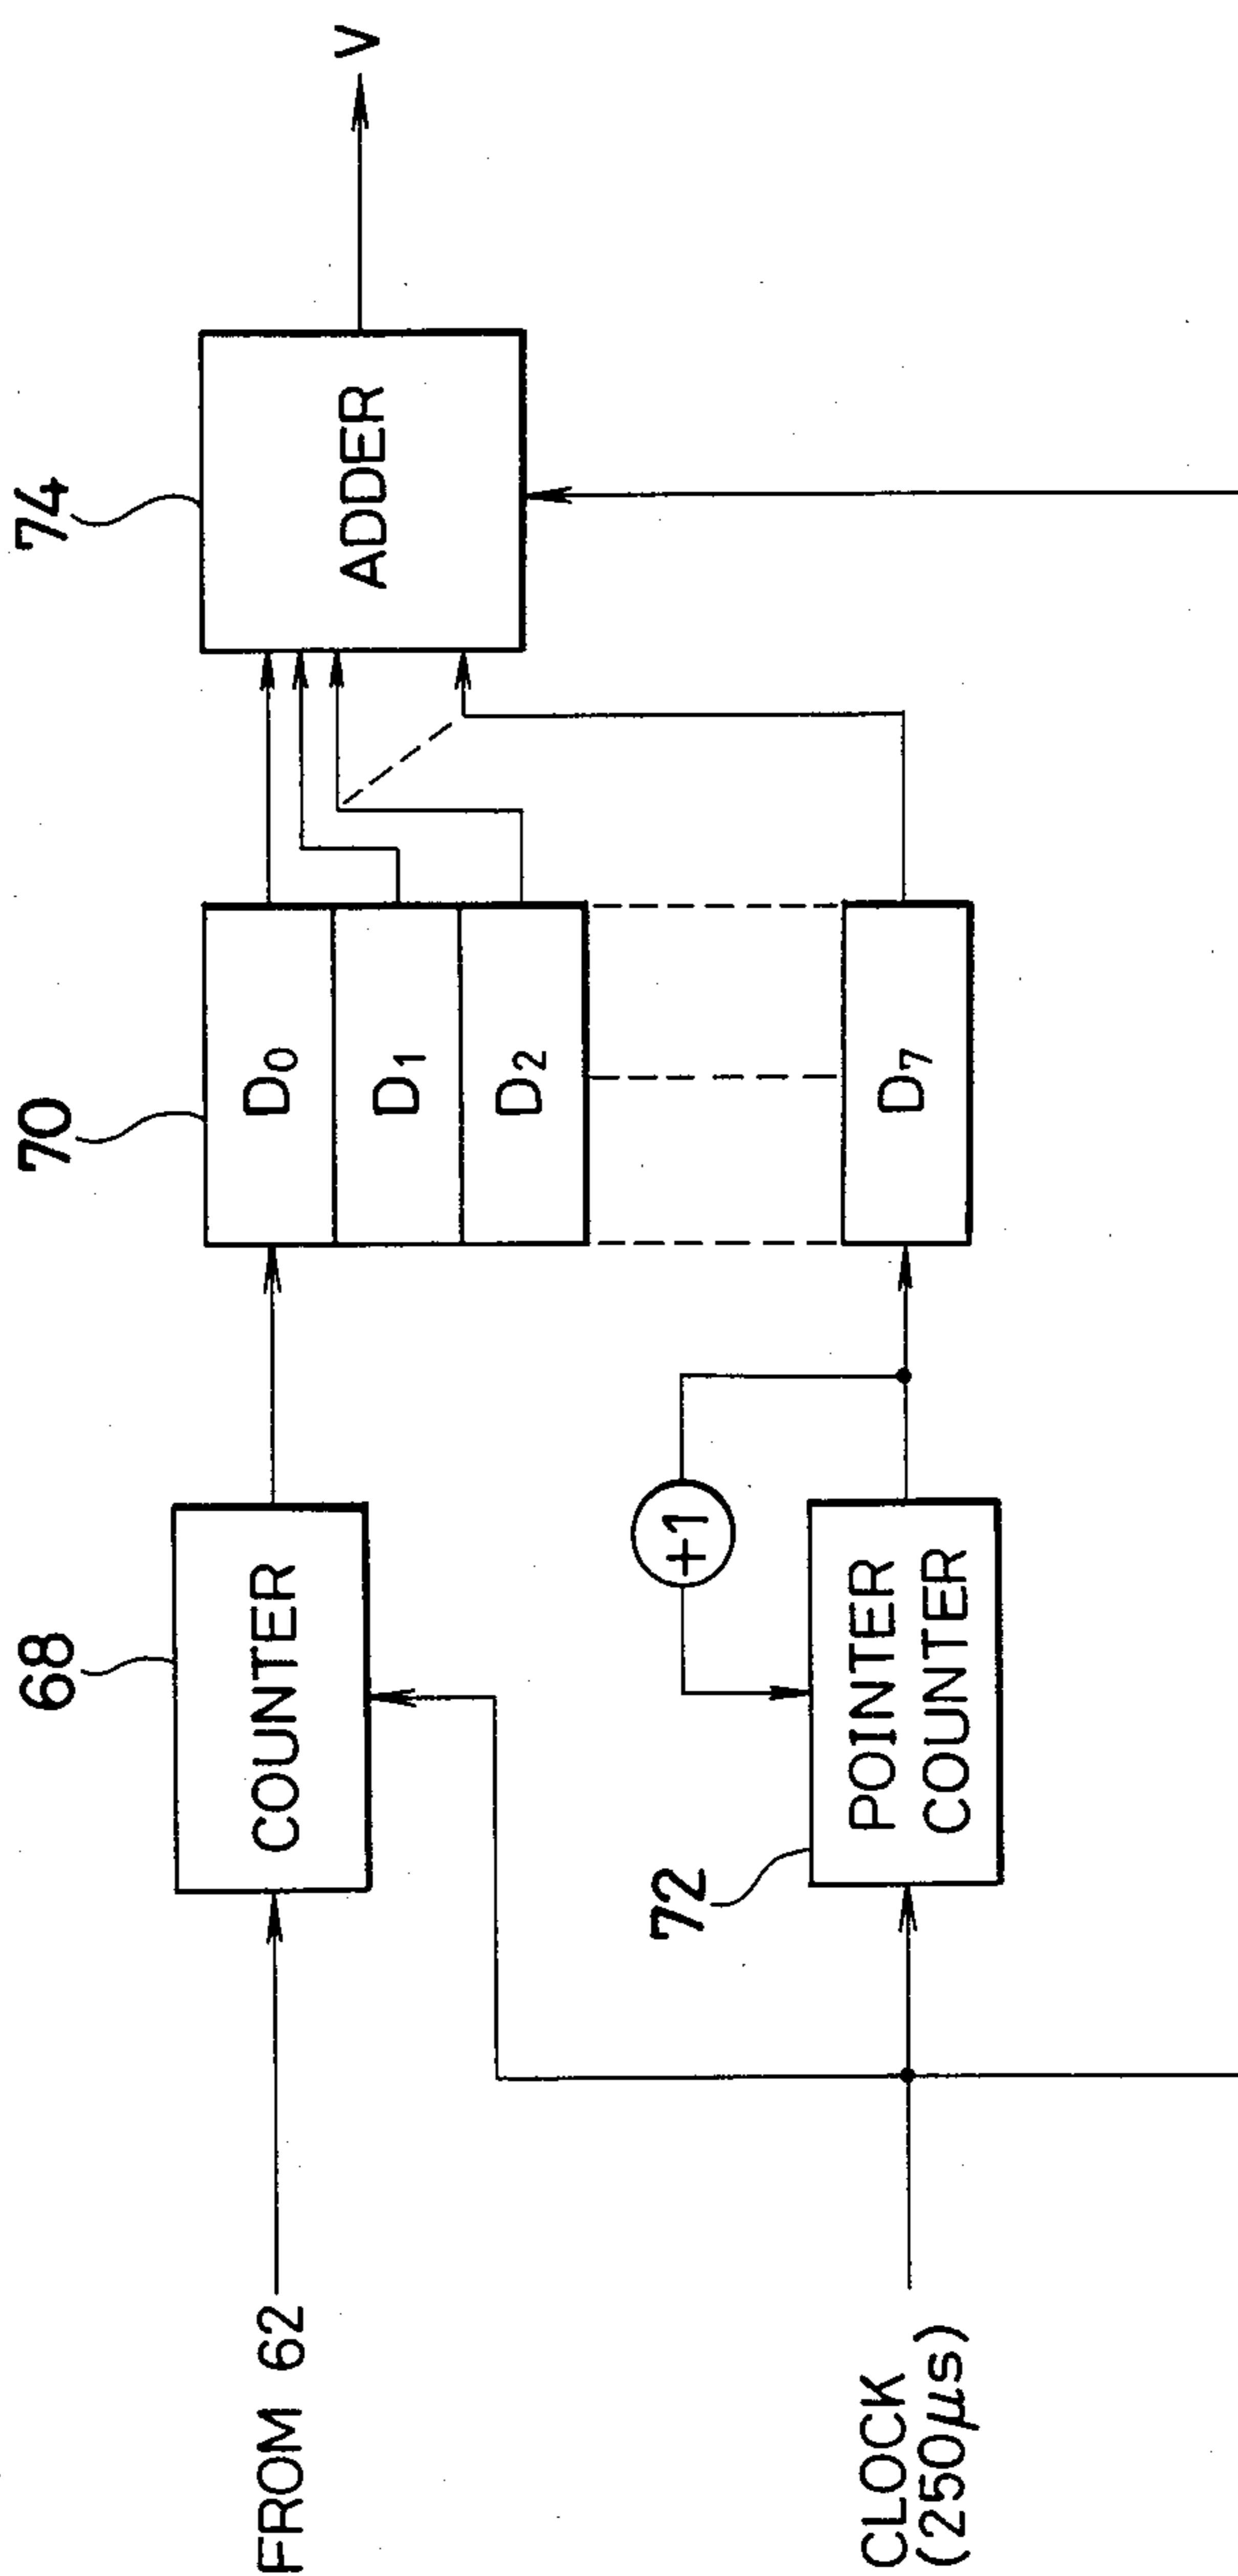 FROM 62
68
COUNTER
70
D₀
D₁
D₂
D₇
74
ADDER
V
CLOCK
(250μs)
72
POINTER
COUNTER
+1